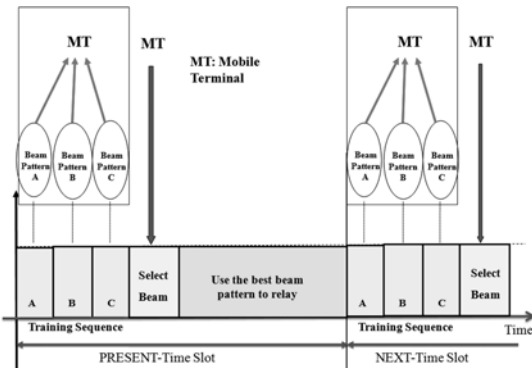 MT
MT
MT: Mobile
Terminal
MT
MT
Beam
Pattern
A
Beam
Pattern
B
Beam
Pattern
C
Beam
Pattern
A
Beam
Pattern
B
Beam
Pattern
C
A
B
C
Select
Beam
Use the best beam
pattern to relay
A
B
C
Select
Beam
Training Sequence
Training Sequence
Time
PRESENT-Time Slot
NEXT-Time Slot